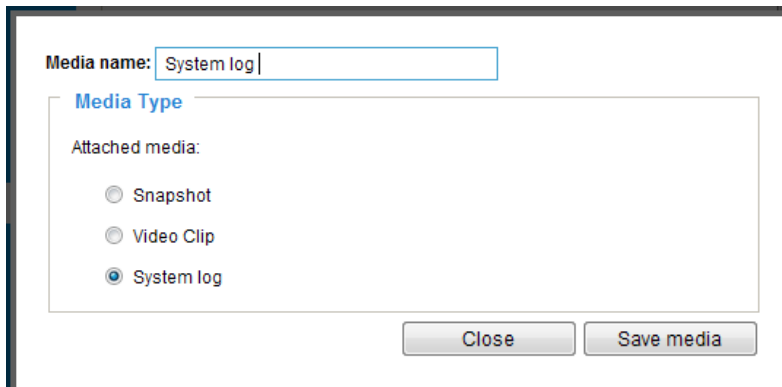 Media name: System log
Media Type
Attached media:
Snapshot
Video Clip
System log
Close Save media